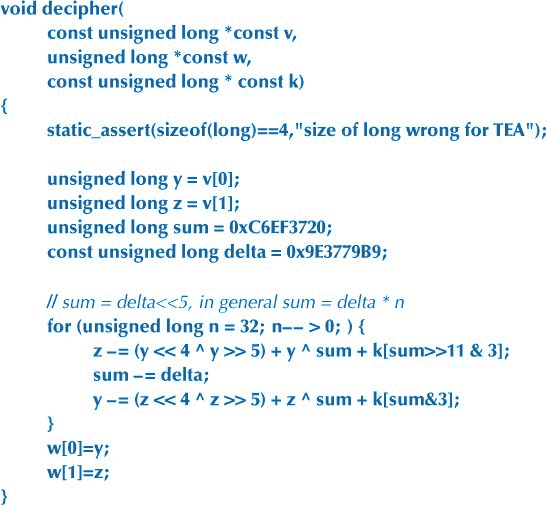 void decipher(
const unsigned long *const v,
unsigned long *const w,
const unsigned long * const k)
{
static_assert(sizeof(long)==4,"size of long wrong for TEA");
unsigned long y = v[0];
unsigned long z = v[1];
unsigned long sum = 0xC6EF3720;
const unsigned long delta = 0x9E3779B9;
// sum = delta<<5, in general sum = delta * n
for (unsigned long n = 32; n–– > 0; ) {
z –= (y << 4 ^ y >> 5) + y ^ sum + k[sum>>11 & 3];
sum –= delta;
y –= (z << 4 ^ z >> 5) + z ^ sum + k[sum&3];
}
w[0]=y;
w[1]=z;
}